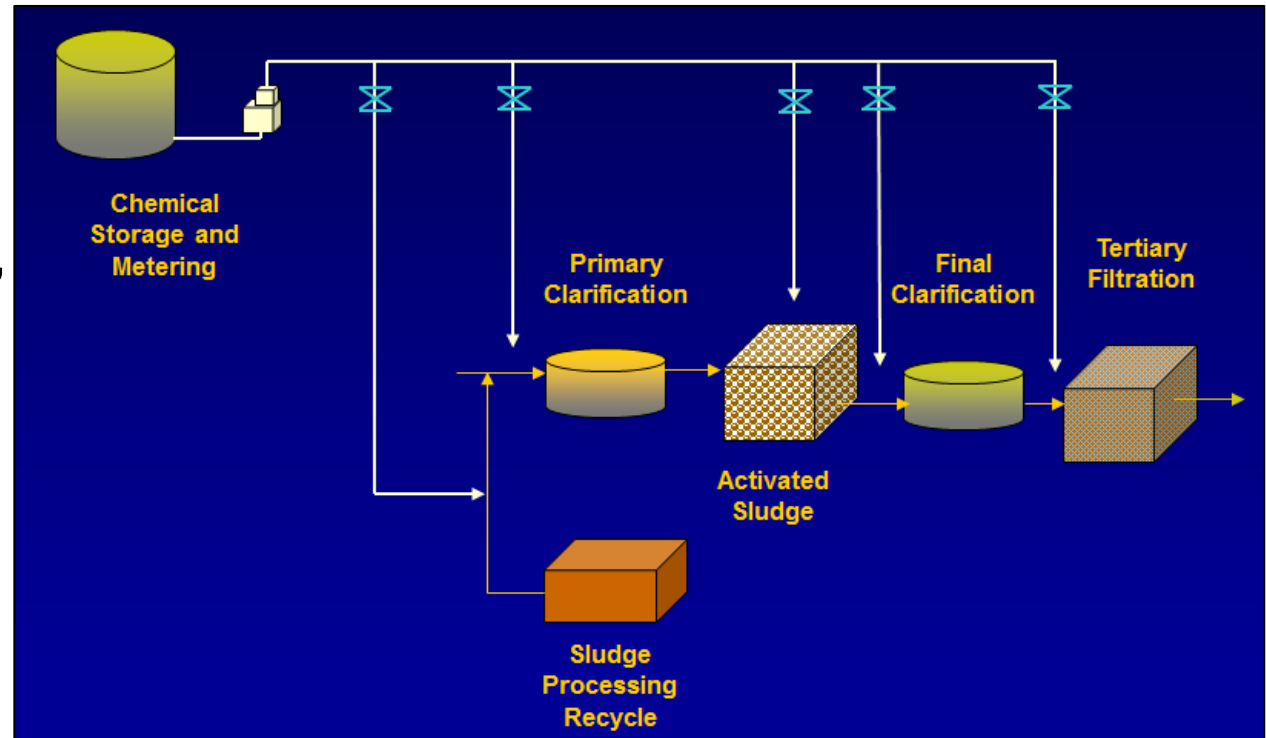 Chemical
Storage and
Metering
Primary
Clarification
Final
Clarification
Tertiary
Filtration
Activated
Sludge
Sludge
Processing
Recycle
,